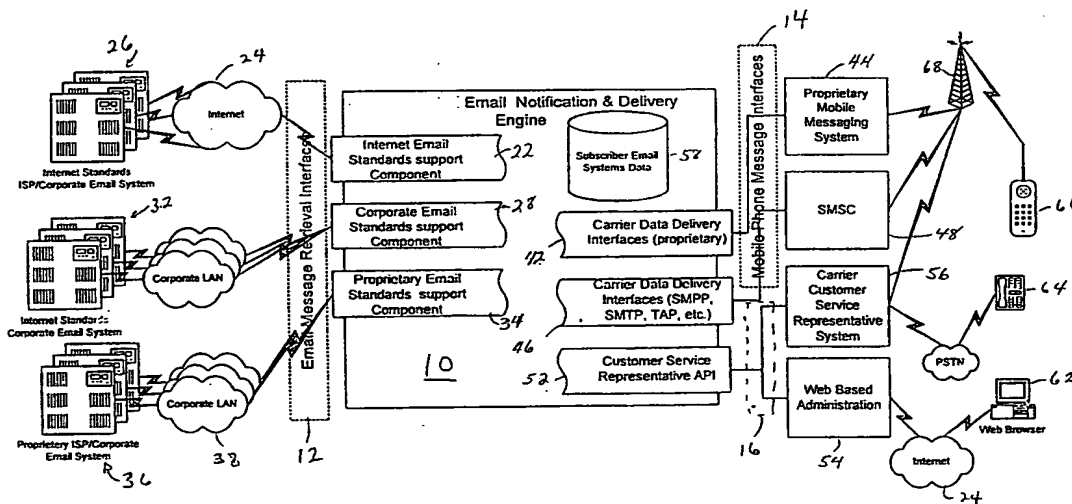 26
24
Internet
Internet Standards
ISP/Corporate Email System
32
Corporate LAN
Internet Standards
Corporate Email System
Corporate LAN
Proprietery ISP/Corporate
Email System
36
38
Email Message Retrieval Interfaces
12
Email Notification & Delivery
Engine
Internet Email
Standards support
Component
22
Corporate Email
Standards support
Component
28
Proprietary Email
Standards support
Component
34
10
Subscriber Email
Systems Data
58
Carrier Data Delivery
Interfaces (proprietary)
42
Carrier Data Delivery
Interfaces (SMPP,
SMTP, TAP, etc.)
46
Customer Service
Representative API
52
14
Mobile Phone Message Interfaces
16
44
Proprietary
Mobile
Messaging
System
SMSC
48
Carrier
Customer
Service
Representative
System
56
Web Based
Administration
54
68
64
PSTN
62
Web Browser
Internet
24